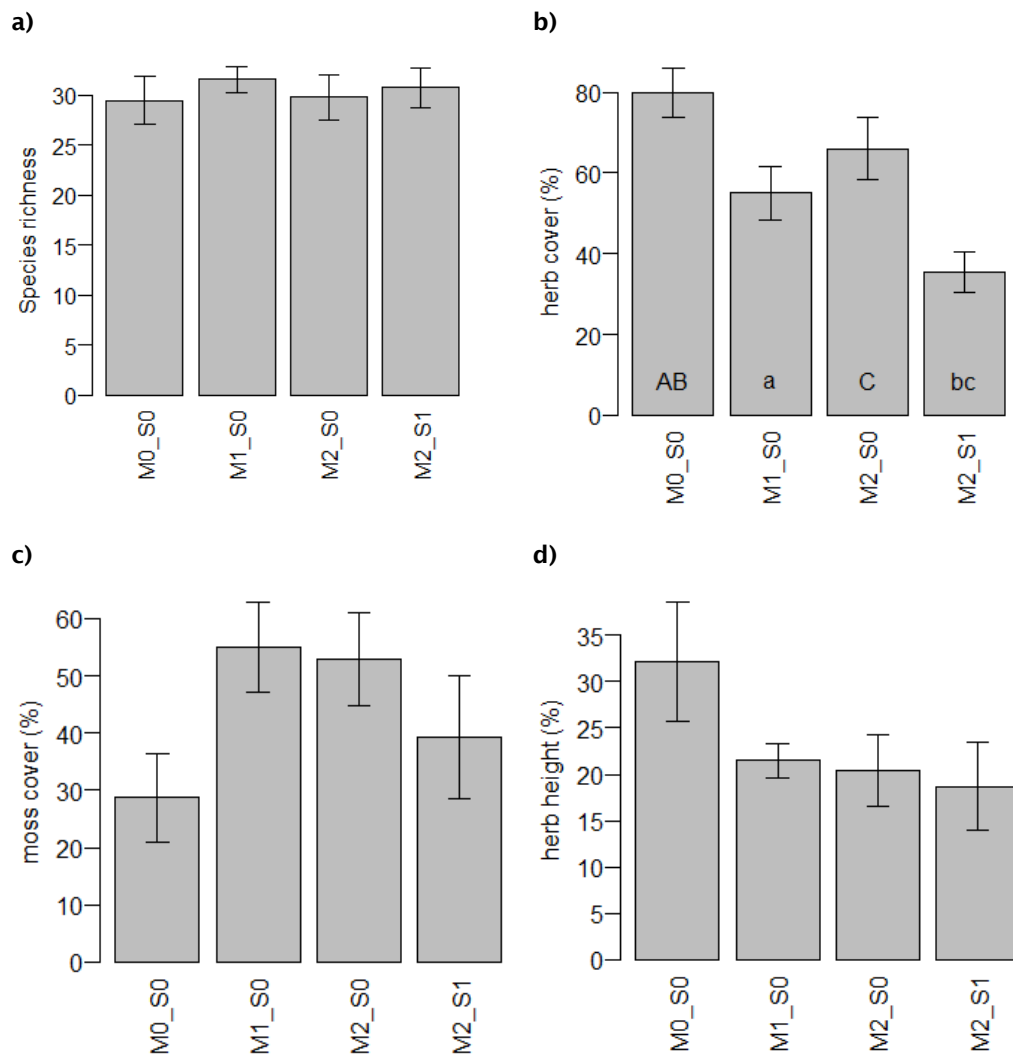 a)
Species richness
30
25
20
15
10
5
0
M0_S0
M1_S0
M2_S0
M2_S1
b)
herb cover (%)
80
60
40
20
0
AB
a
C
bc
M0_S0
M1_S0
M2_S0
M2_S1
c)
moss cover (%)
60
50
40
30
20
10
0
M0_S0
M1_S0
M2_S0
M2_S1
d)
herb height (%)
35
30
25
20
15
10
5
0
M0_S0
M1_S0
M2_S0
M2_S1